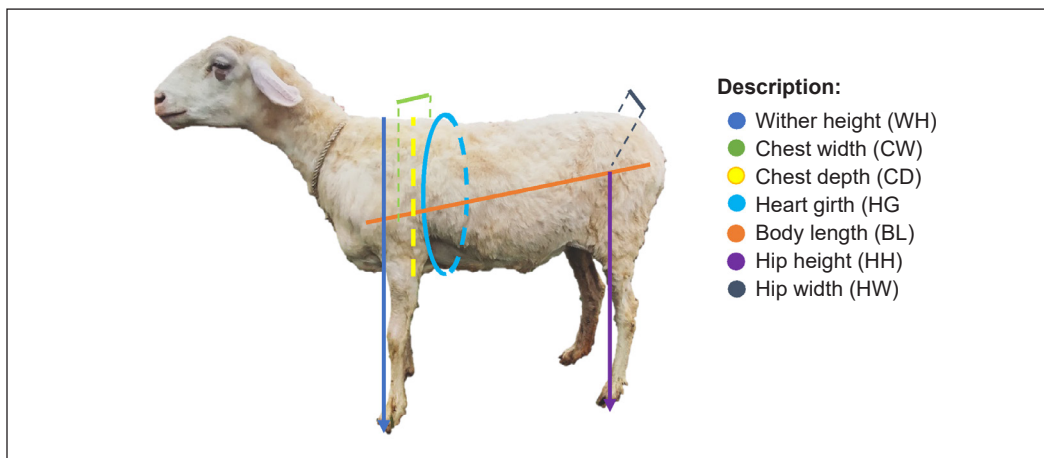 Description:
Wither height (WH)
Chest width (CW)
Chest depth (CD)
Heart girth (HG
Body length (BL)
Hip height (HH)
Hip width (HW)